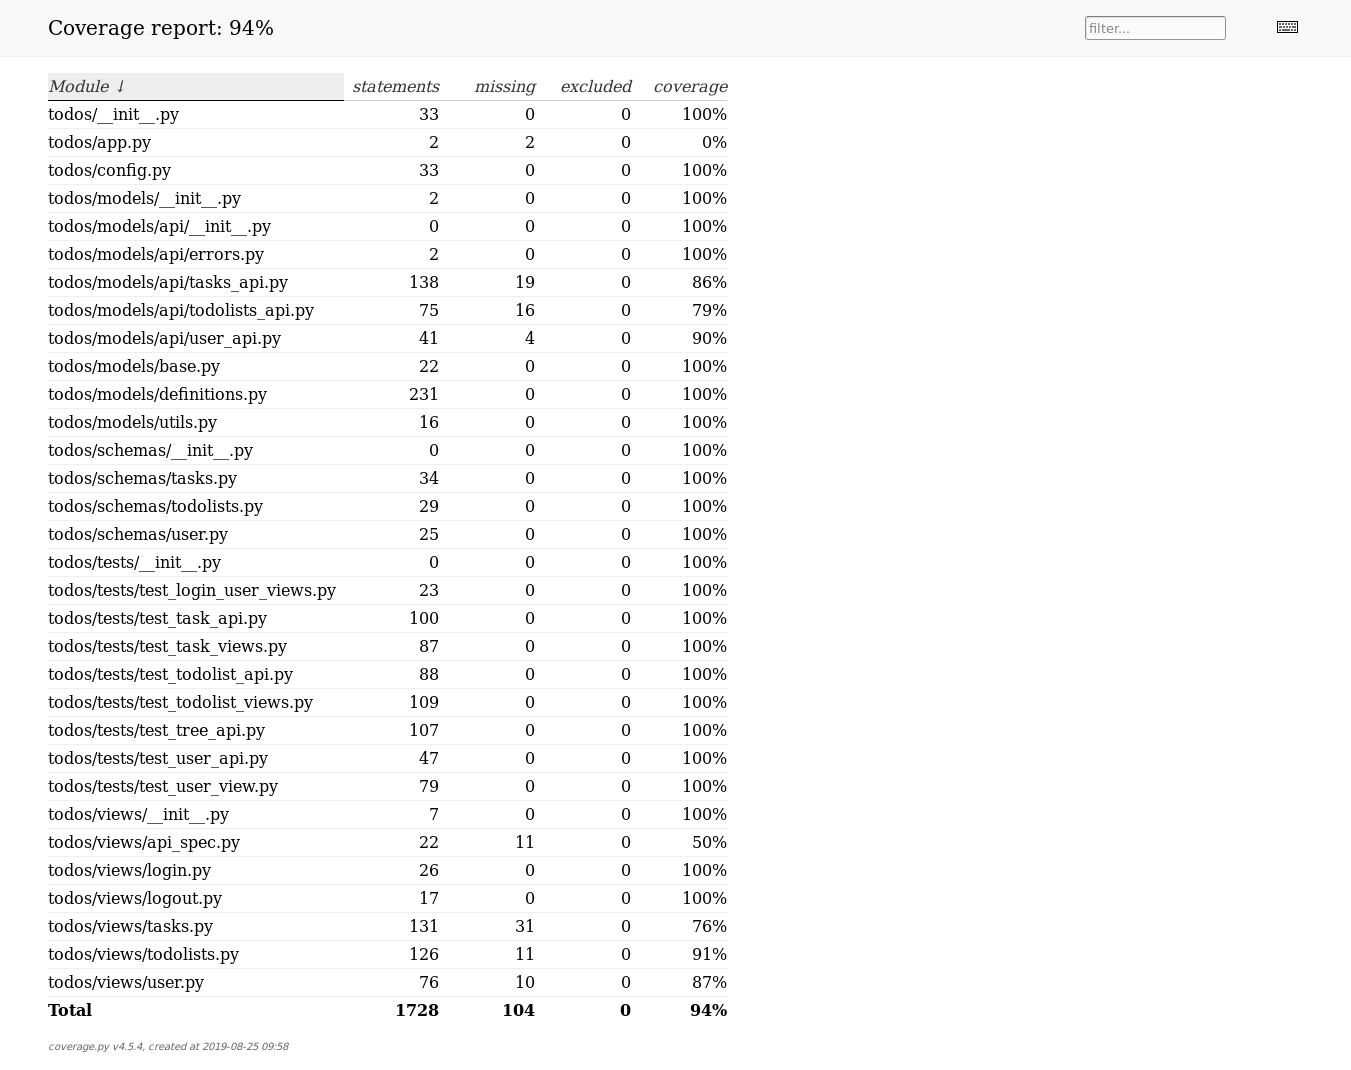 Coverage report: 94%
filter...
Module ↓ statements missing excluded coverage
todos/__init__.py 33 0 0 100%
todos/app.py 2 2 0 0%
todos/config.py 33 0 0 100%
todos/models/__init__.py 2 0 0 100%
todos/models/api/__init__.py 0 0 0 100%
todos/models/api/errors.py 2 0 0 100%
todos/models/api/tasks_api.py 138 19 0 86%
todos/models/api/todolists_api.py 75 16 0 79%
todos/models/api/user_api.py 41 4 0 90%
todos/models/base.py 22 0 0 100%
todos/models/definitions.py 231 0 0 100%
todos/models/utils.py 16 0 0 100%
todos/schemas/__init__.py 0 0 0 100%
todos/schemas/tasks.py 34 0 0 100%
todos/schemas/todolists.py 29 0 0 100%
todos/schemas/user.py 25 0 0 100%
todos/tests/__init__.py 0 0 0 100%
todos/tests/test_login_user_views.py 23 0 0 100%
todos/tests/test_task_api.py 100 0 0 100%
todos/tests/test_task_views.py 87 0 0 100%
todos/tests/test_todolist_api.py 88 0 0 100%
todos/tests/test_todolist_views.py 109 0 0 100%
todos/tests/test_tree_api.py 107 0 0 100%
todos/tests/test_user_api.py 47 0 0 100%
todos/tests/test_user_view.py 79 0 0 100%
todos/views/__init__.py 7 0 0 100%
todos/views/api_spec.py 22 11 0 50%
todos/views/login.py 26 0 0 100%
todos/views/logout.py 17 0 0 100%
todos/views/tasks.py 131 31 0 76%
todos/views/todolists.py 126 11 0 91%
todos/views/user.py 76 10 0 87%
Total 1728 104 0 94%
coverage.py v4.5.4, created at 2019-08-25 09:58